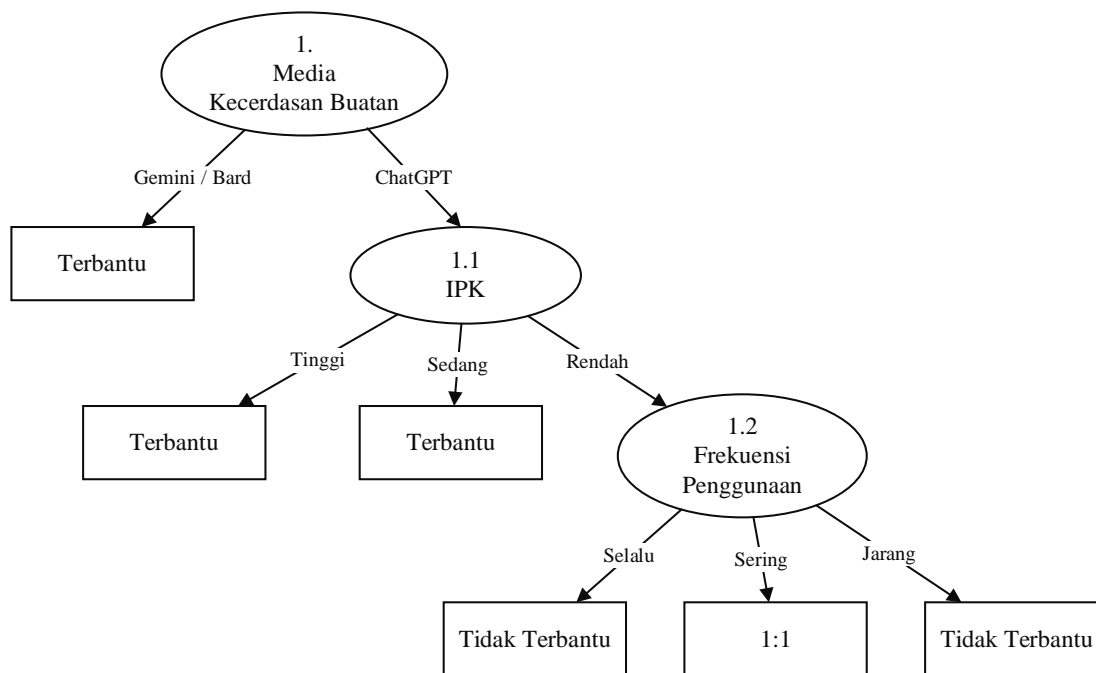 1.
Media
Kecerdasan Buatan
Gemini / Bard
ChatGPT
Terbantu
1.1
IPK
Tinggi
Sedang
Rendah
Terbantu
Terbantu
1.2
Frekuensi
Penggunaan
Selalu
Sering
Jarang
Tidak Terbantu
1:1
Tidak Terbantu